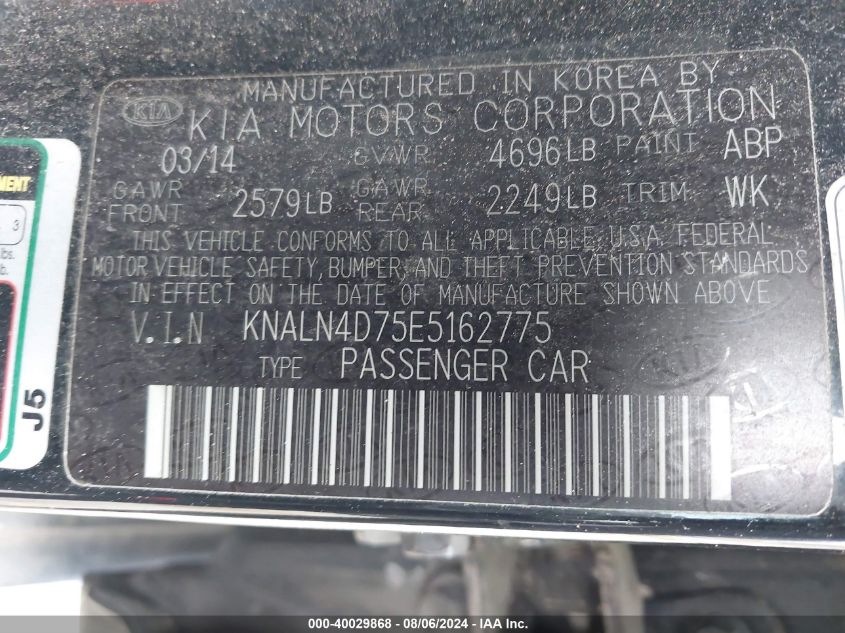 MANUFACTURED IN KOREA BY
KIA KIA MOTORS CORPORATION
03/14 GVWR 4696LB PAINT ABP
GAWR FRONT 2579LB GAWR REAR 2249LB TRIM WK
THIS VEHICLE CONFORMS TO ALL APPLICABLE U.S.A. FEDERAL
MOTOR VEHICLE SAFETY, BUMPER, AND THEFT PREVENTION STANDARDS
IN EFFECT ON THE DATE OF MANUFACTURE SHOWN ABOVE
V.I.N KNALN4D75E5162775
TYPE PASSENGER CAR
3
lbs.
b.
J5
000-40029868 - 08/06/2024 - IAA Inc.